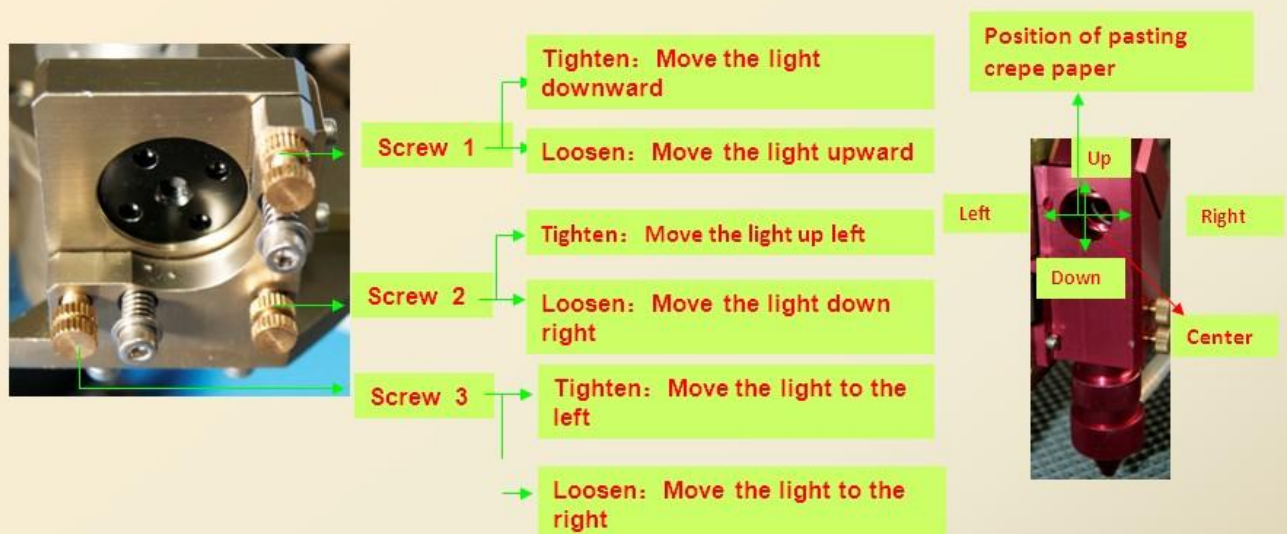 Screw 1
Tighten： Move the light
downward
Loosen： Move the light upward
Screw 2
Tighten： Move the light up left
Loosen： Move the light down
right
Screw 3
Tighten： Move the light to the
left
Loosen： Move the light to the
right
Position of pasting
crepe paper
Up
Left
Right
Down
Center